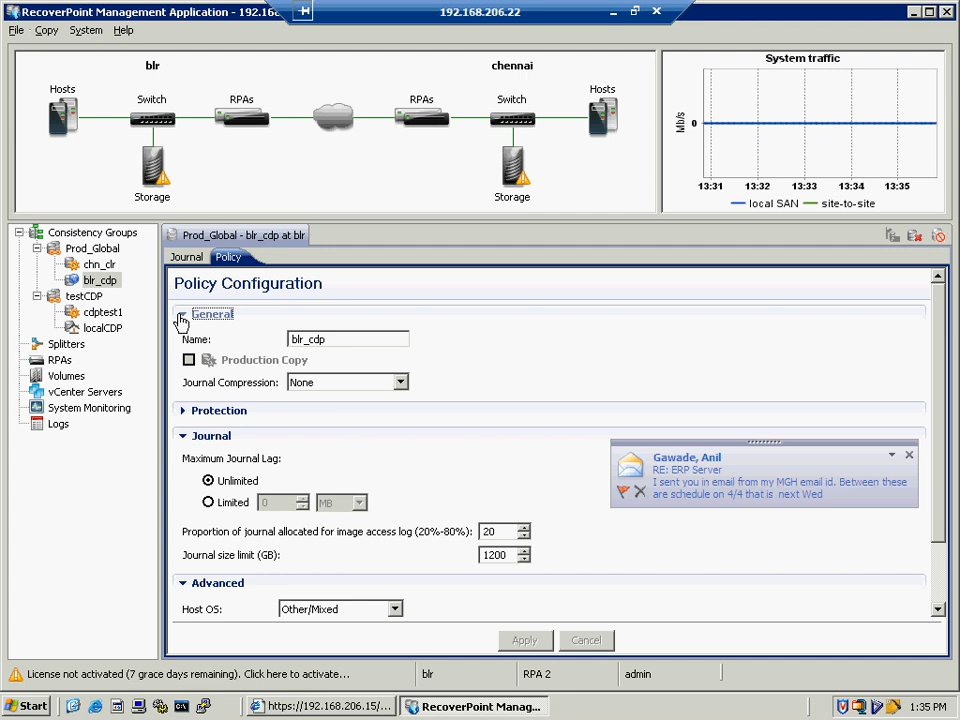 RecoverPoint Management Application - 192.16
192.168.206.22
File Copy System Help
blr
chennai
Hosts
Switch
RPAs
RPAs
Switch
Hosts
Storage
Storage
System traffic
Mb/s
0
13:31 13:32 13:33 13:34 13:35
local SAN site-to-site
Consistency Groups
Prod_Global
chn_clr
blr_cdp
testCDP
cdptest1
localCDP
Splitters
RPAs
Volumes
vCenter Servers
System Monitoring
Logs
Prod_Global - blr_cdp at blr
Journal Policy
Policy Configuration
General
Name: blr_cdp
Production Copy
Journal Compression: None
Protection
Journal
Maximum Journal Lag:
Unlimited
Limited 0 MB
Proportion of journal allocated for image access log (20%-80%): 20
Journal size limit (GB): 1200
Advanced
Host OS: Other/Mixed
Gawade, Anil
RE: ERP Server
I sent you in email from my MGH email id. Between these
are schedule on 4/4 that is next Wed
Apply Cancel
License not activated (7 grace days remaining). Click here to activate...
blr
RPA 2
admin
Start
https://192.168.206.15/...
RecoverPoint Manag...
1:35 PM